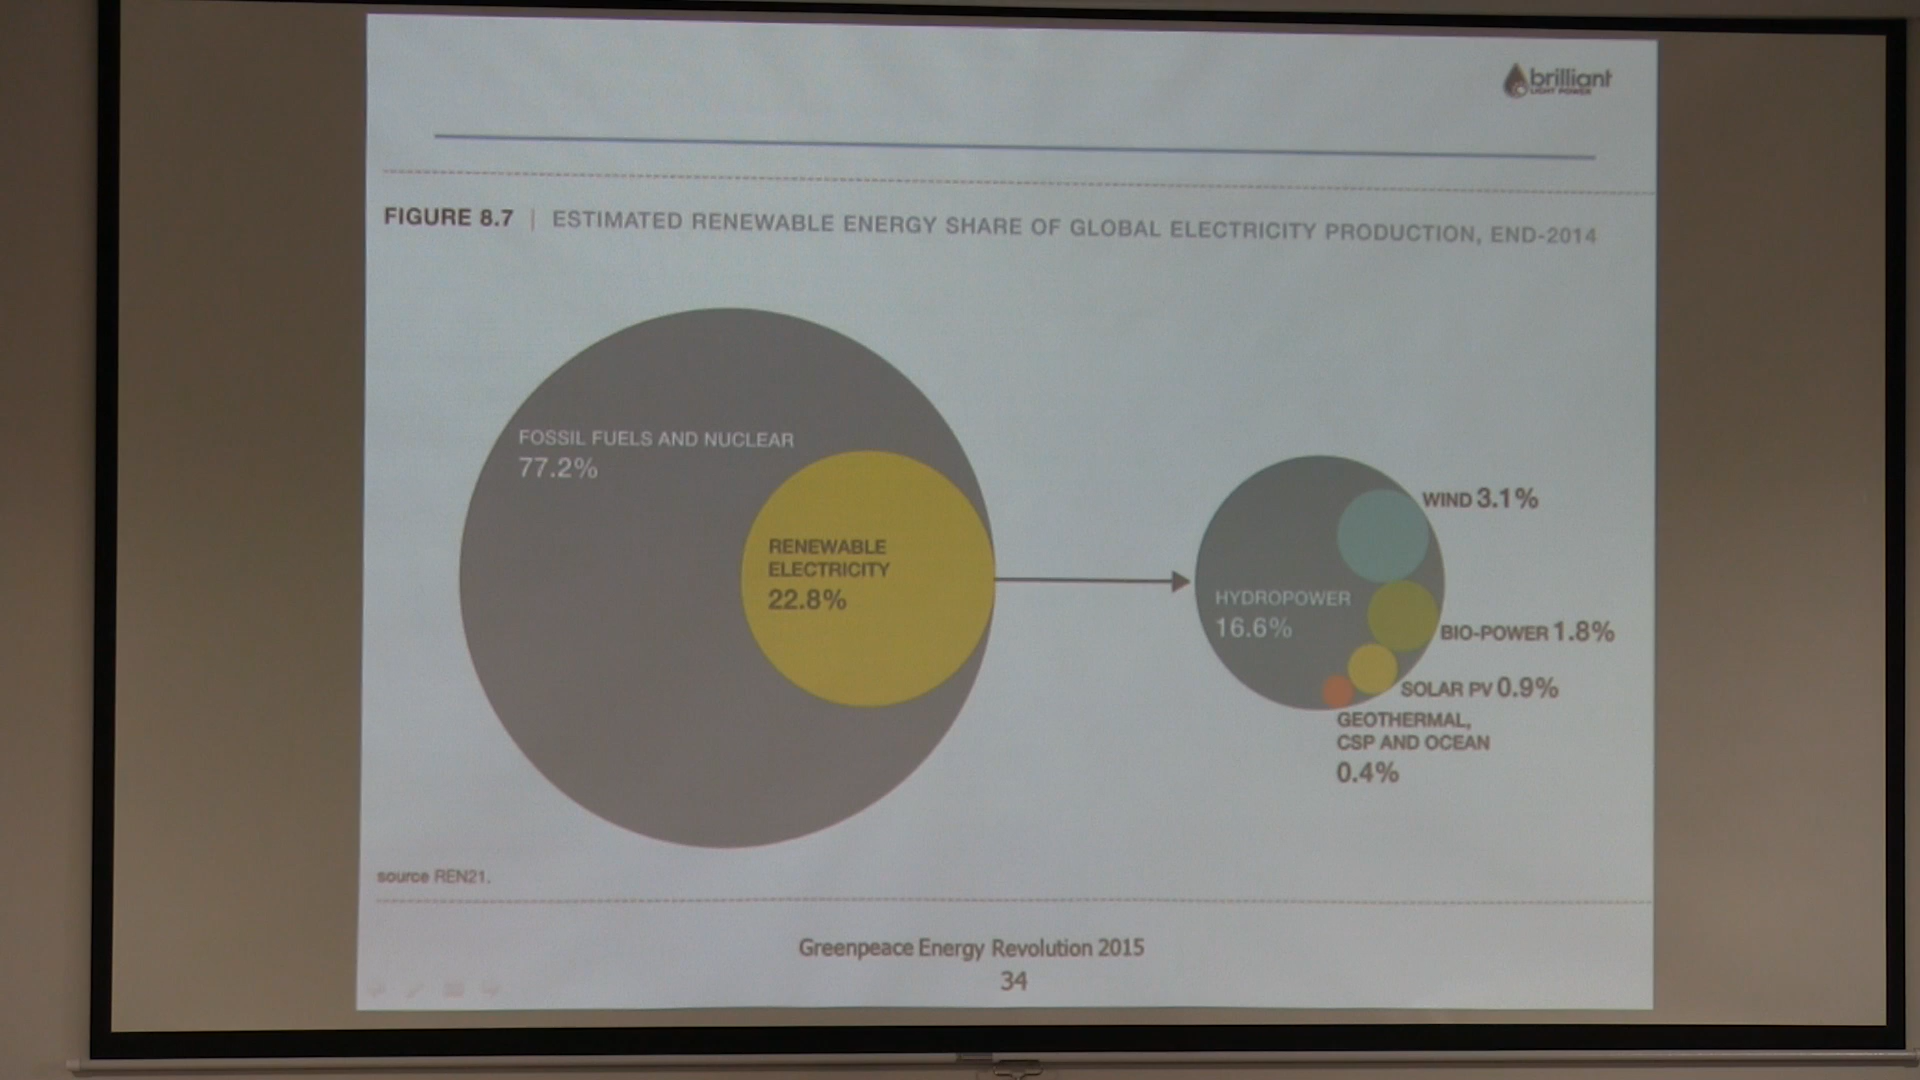 brilliant
LIGHT POWER
FIGURE 8.7 | ESTIMATED RENEWABLE ENERGY SHARE OF GLOBAL ELECTRICITY PRODUCTION, END-2014
FOSSIL FUELS AND NUCLEAR
77.2%
RENEWABLE
ELECTRICITY
22.8%
HYDROPOWER
16.6%
WIND 3.1%
BIO-POWER 1.8%
SOLAR PV 0.9%
GEOTHERMAL,
CSP AND OCEAN
0.4%
source REN21.
Greenpeace Energy Revolution 2015
34